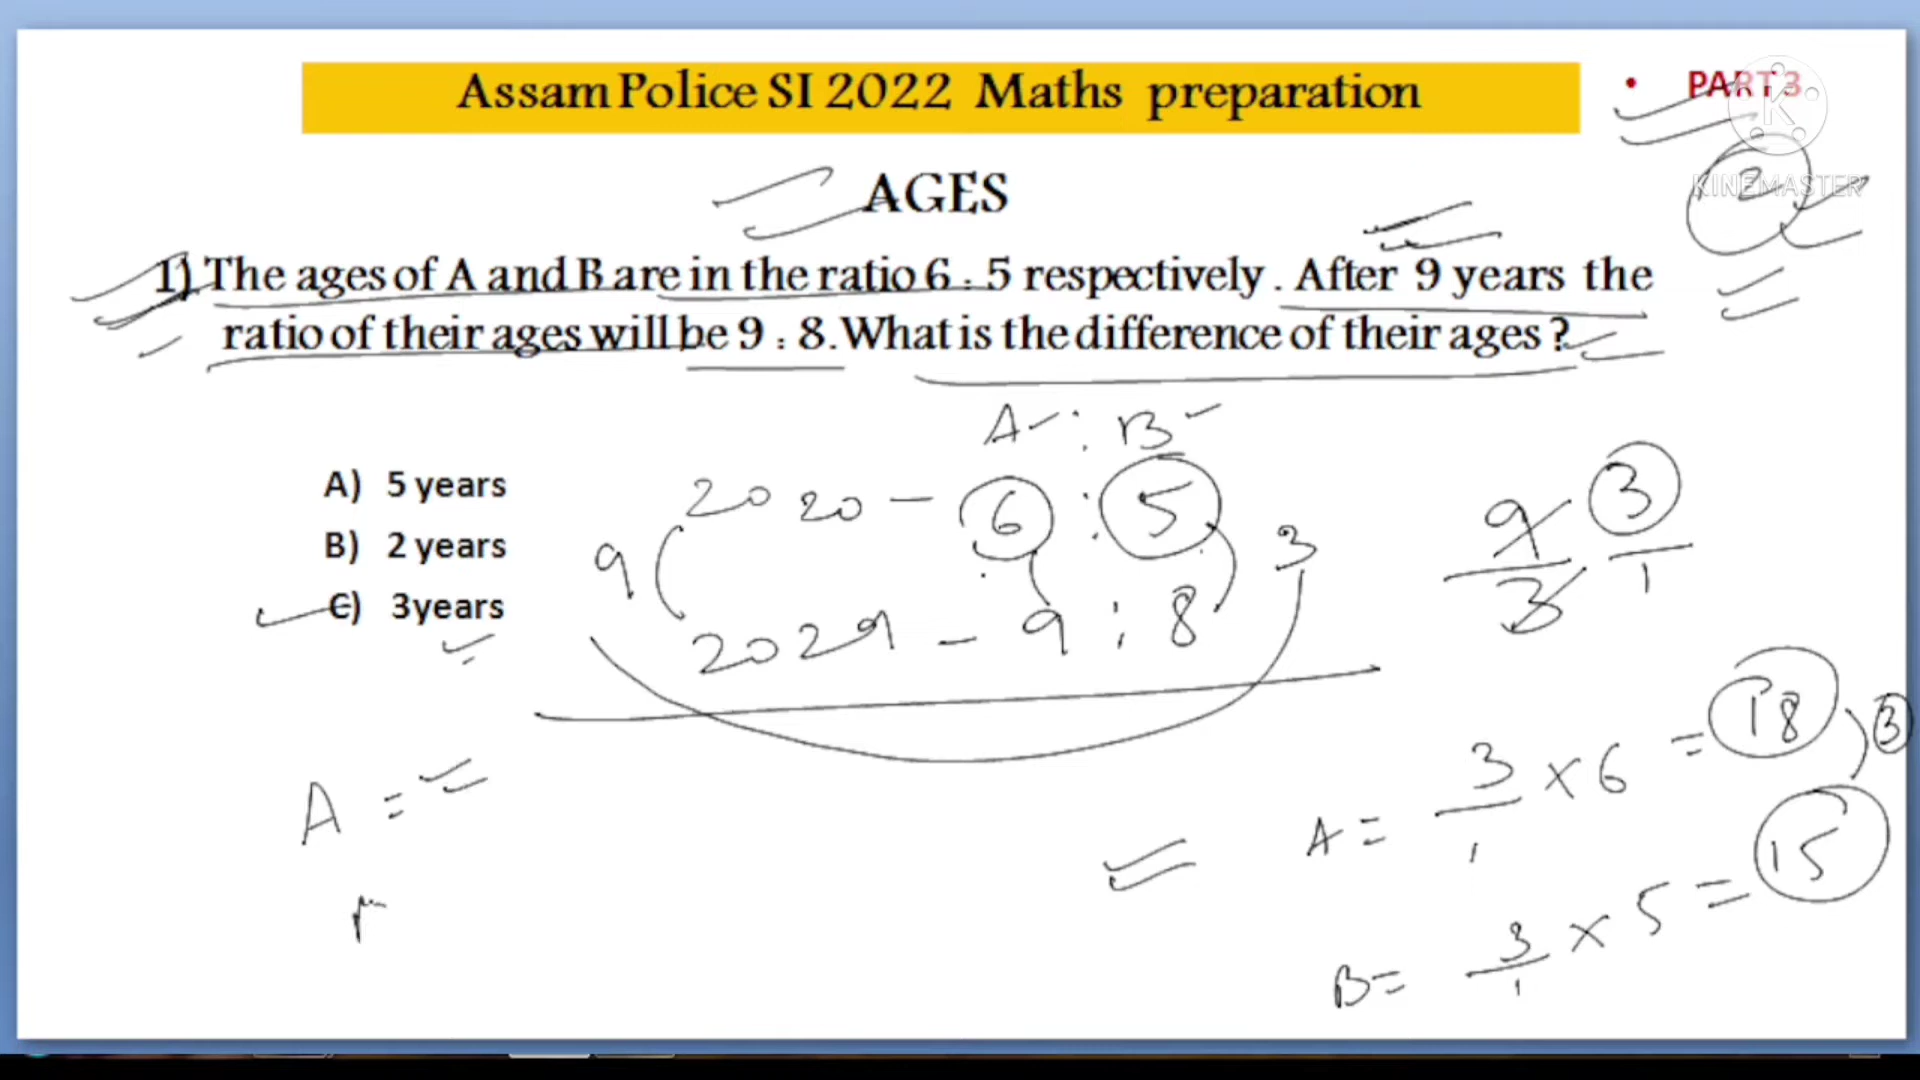 Assam Police SI 2022 Maths preparation
• PART 3
KINEMASTER
2
AGES
1) The ages of A and B are in the ratio 6 : 5 respectively . After 9 years the
ratio of their ages will be 9 : 8. What is the difference of their ages ?
A : B
A) 5 years
B) 2 years
C) 3years
2020 - 6 : 5
9 3
2029 - 9 : 8
9 3
3 1
A =
A = 3/1 × 6 = 18
3
B = 3/1 × 5 = 15